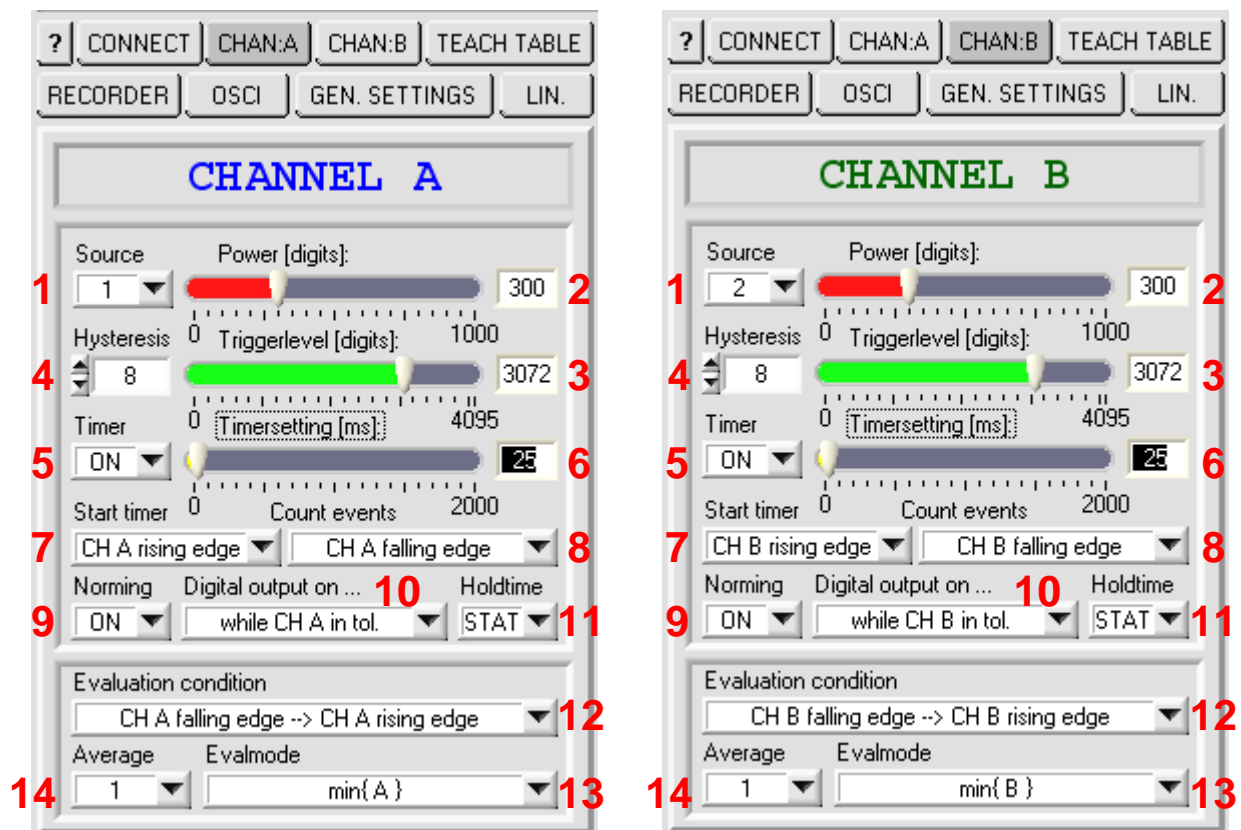 ? CONNECT CHAN:A CHAN:B TEACH TABLE
RECORDER OSCI GEN. SETTINGS LIN.
CHANNEL A
Source Power [digits]:
1 1 300 2
Hysteresis 0 Triggerlevel [digits]: 1000
4 8 3072 3
Timer 0 Timersetting [ms]: 4095
5 ON 25 6
Start timer 0 Count events 2000
7 CH A rising edge CH A falling edge 8
Norming Digital output on ... 10 Holdtime
9 ON while CH A in tol. STAT 11
Evaluation condition
CH A falling edge --> CH A rising edge 12
Average Evalmode
14 1 min{ A } 13
? CONNECT CHAN:A CHAN:B TEACH TABLE
RECORDER OSCI GEN. SETTINGS LIN.
CHANNEL B
Source Power [digits]:
1 2 300 2
Hysteresis 0 Triggerlevel [digits]: 1000
4 8 3072 3
Timer 0 Timersetting [ms]: 4095
5 ON 25 6
Start timer 0 Count events 2000
7 CH B rising edge CH B falling edge 8
Norming Digital output on ... 10 Holdtime
9 ON while CH B in tol. STAT 11
Evaluation condition
CH B falling edge --> CH B rising edge 12
Average Evalmode
14 1 min{ B } 13